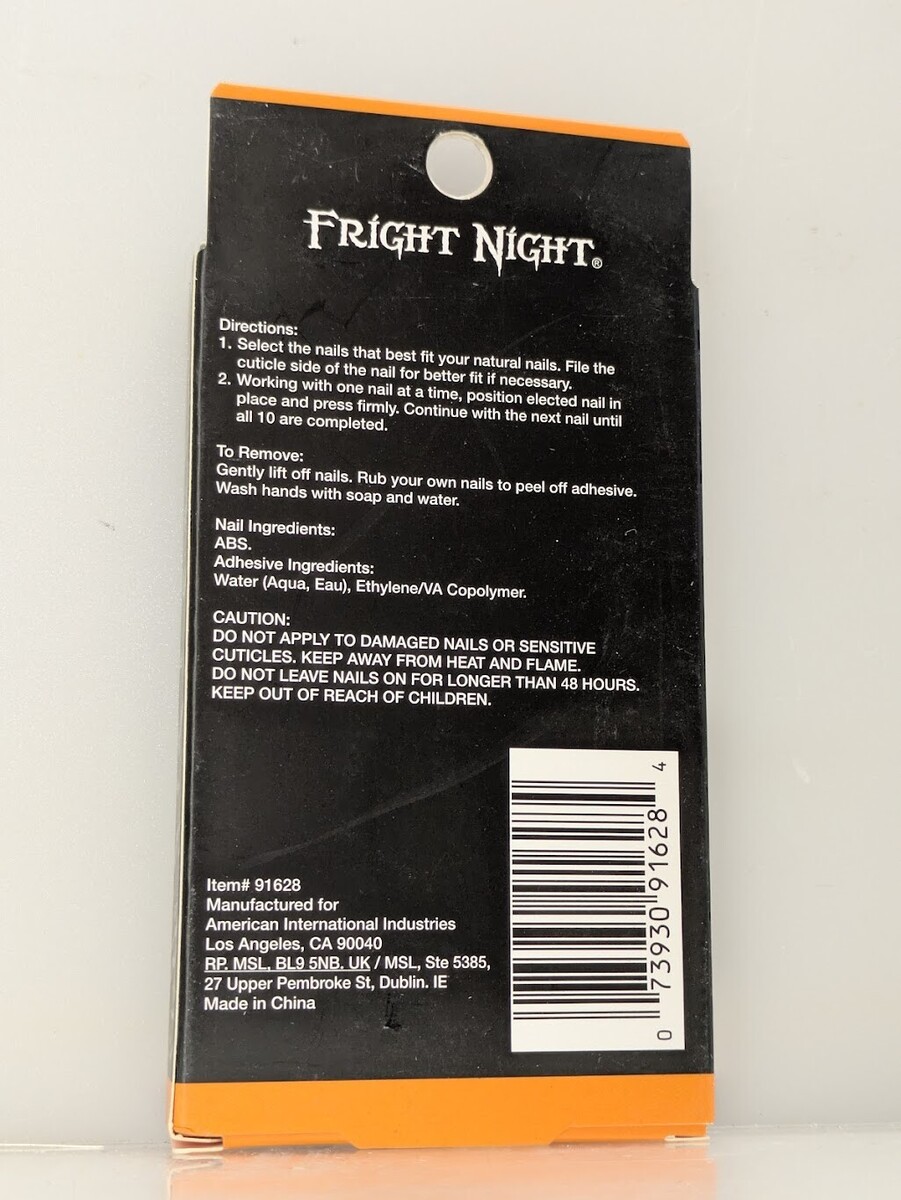 FRIGHT NIGHT®
Directions:
1. Select the nails that best fit your natural nails. File the
cuticle side of the nail for better fit if necessary.
2. Working with one nail at a time, position elected nail in
place and press firmly. Continue with the next nail until
all 10 are completed.
To Remove:
Gently lift off nails. Rub your own nails to peel off adhesive.
Wash hands with soap and water.
Nail Ingredients:
ABS.
Adhesive Ingredients:
Water (Aqua, Eau), Ethylene/VA Copolymer.
CAUTION:
DO NOT APPLY TO DAMAGED NAILS OR SENSITIVE
CUTICLES. KEEP AWAY FROM HEAT AND FLAME.
DO NOT LEAVE NAILS ON FOR LONGER THAN 48 HOURS.
KEEP OUT OF REACH OF CHILDREN.
Item# 91628
Manufactured for
American International Industries
Los Angeles, CA 90040
RP. MSL, BL9 5NB. UK / MSL, Ste 5385,
27 Upper Pembroke St, Dublin. IE
Made in China
0 73930 91628 4